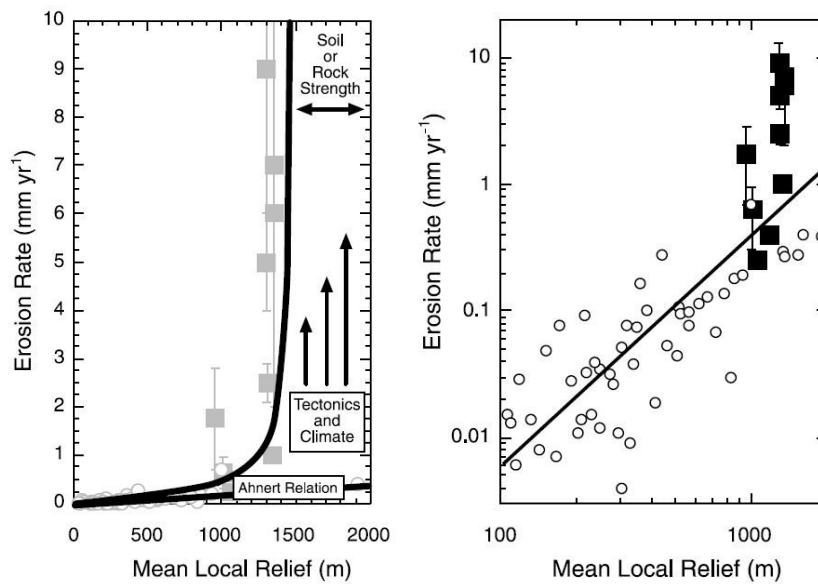 10
9
8
7
6
5
4
3
2
1
0
Erosion Rate (mm yr¹)
Soil
or
Rock
Strength
Tectonics
and
Climate
Ahnert Relation
0 500 1000 1500 2000
Mean Local Relief (m)
10
1
0.1
0.01
Erosion Rate (mm yr⁻¹)
100 1000
Mean Local Relief (m)